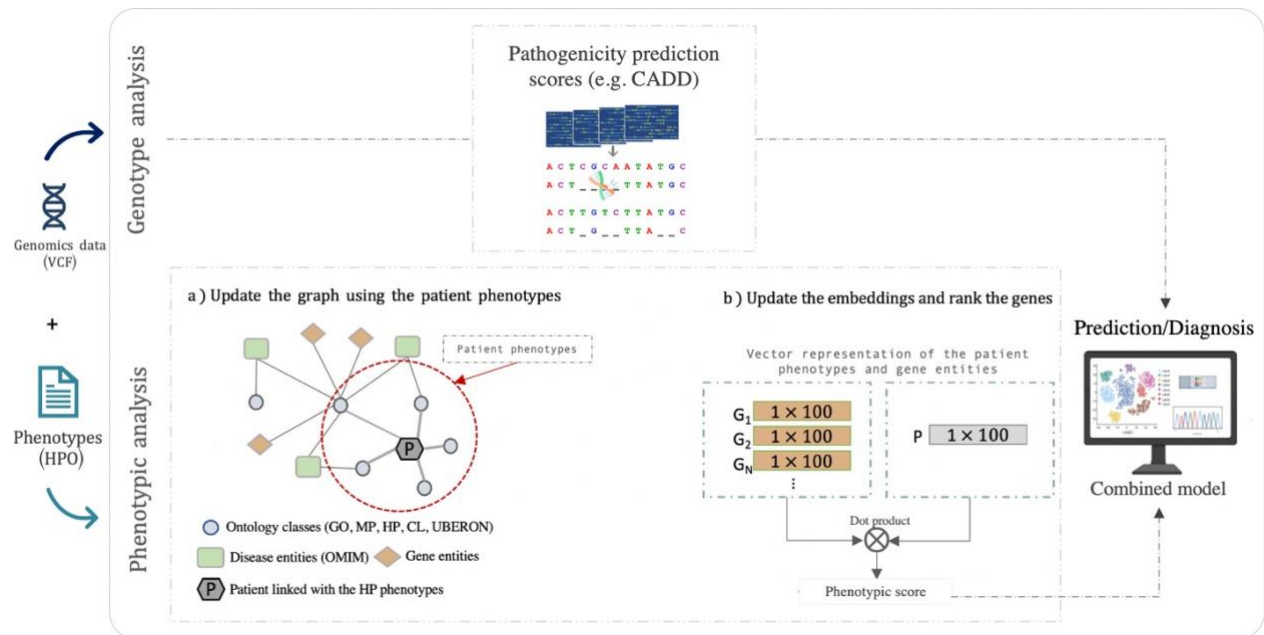 Genotype analysis
Pathogenicity prediction
scores (e.g. CADD)
A C T C G C A A T A T G C
A C T _ _ _ _ T T A T G C
A C T T G T C T T A T G C
A C T _ G _ _ T T A _ _ C
Genomics data
(VCF)
+
Phenotypes
(HPO)
Phenotypic analysis
a ) Update the graph using the patient phenotypes
Patient phenotypes
P
Ontology classes (GO, MP, HP, CL, UBERON)
Disease entities (OMIM)
Gene entities
P
Patient linked with the HP phenotypes
b ) Update the embeddings and rank the genes
Vector representation of the patient
phenotypes and gene entities
G1 1 × 100
G2 1 × 100
GN 1 × 100
⋮
P 1 × 100
Dot product
Phenotypic score
Prediction/Diagnosis
Combined model